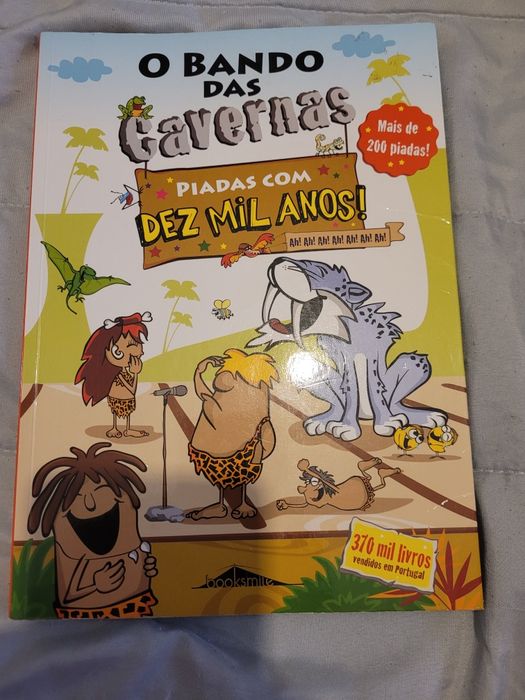 O BANDO
DAS
Cavernas
Mais de
200 piadas!
PIADAS COM
DEZ MIL ANOS!
Ah! Ah! Ah! Ah! Ah! Ah! Ah!
370 mil livros
vendidos em Portugal
booksmile